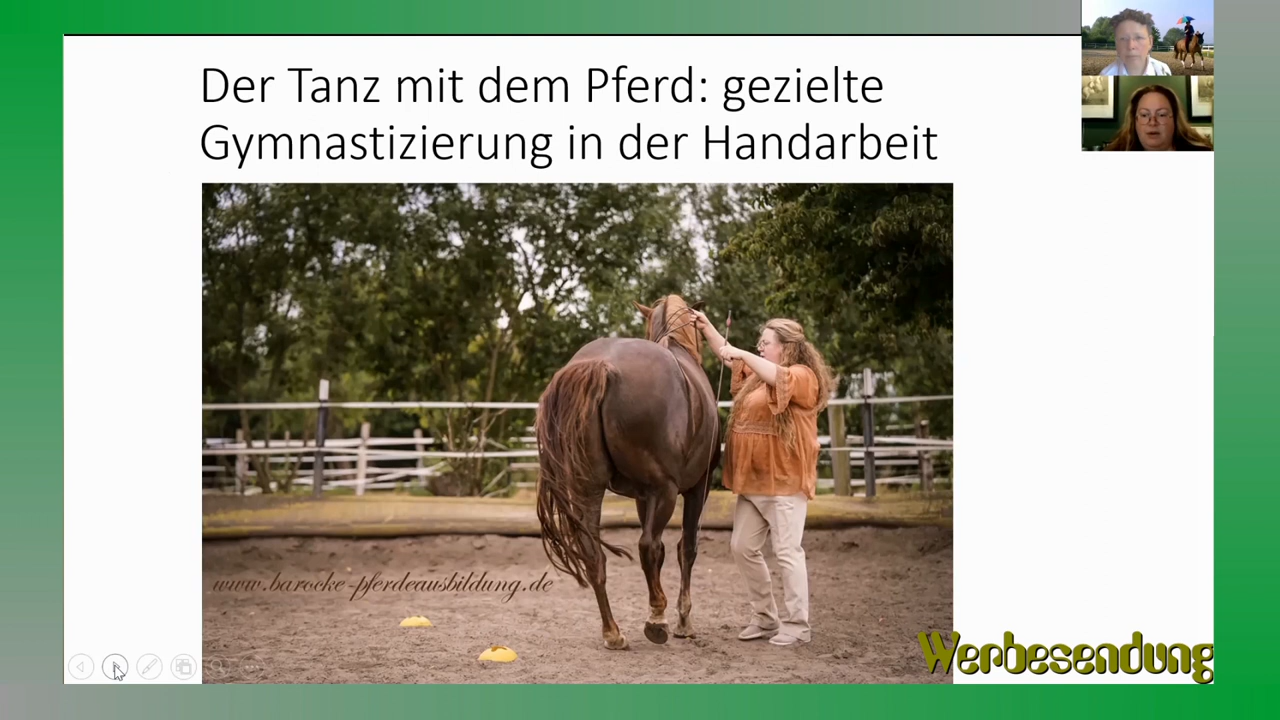 Der Tanz mit dem Pferd: gezielte
Gymnastizierung in der Handarbeit
www.barocke-pferdeausbildung.de
Werbesendung